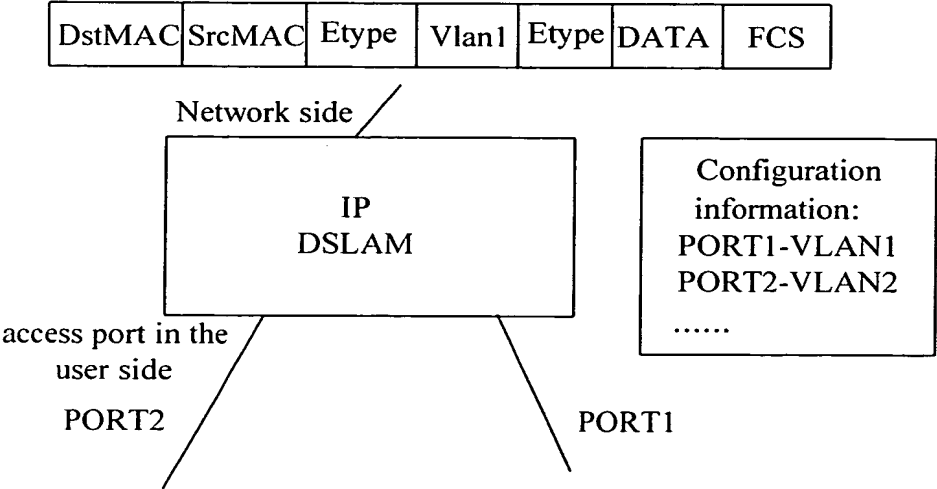 DstMAC SrcMAC Etype Vlan1 Etype DATA FCS
Network side
IP
DSLAM
Configuration
information:
PORT1-VLAN1
PORT2-VLAN2
......
access port in the
user side
PORT2
PORT1